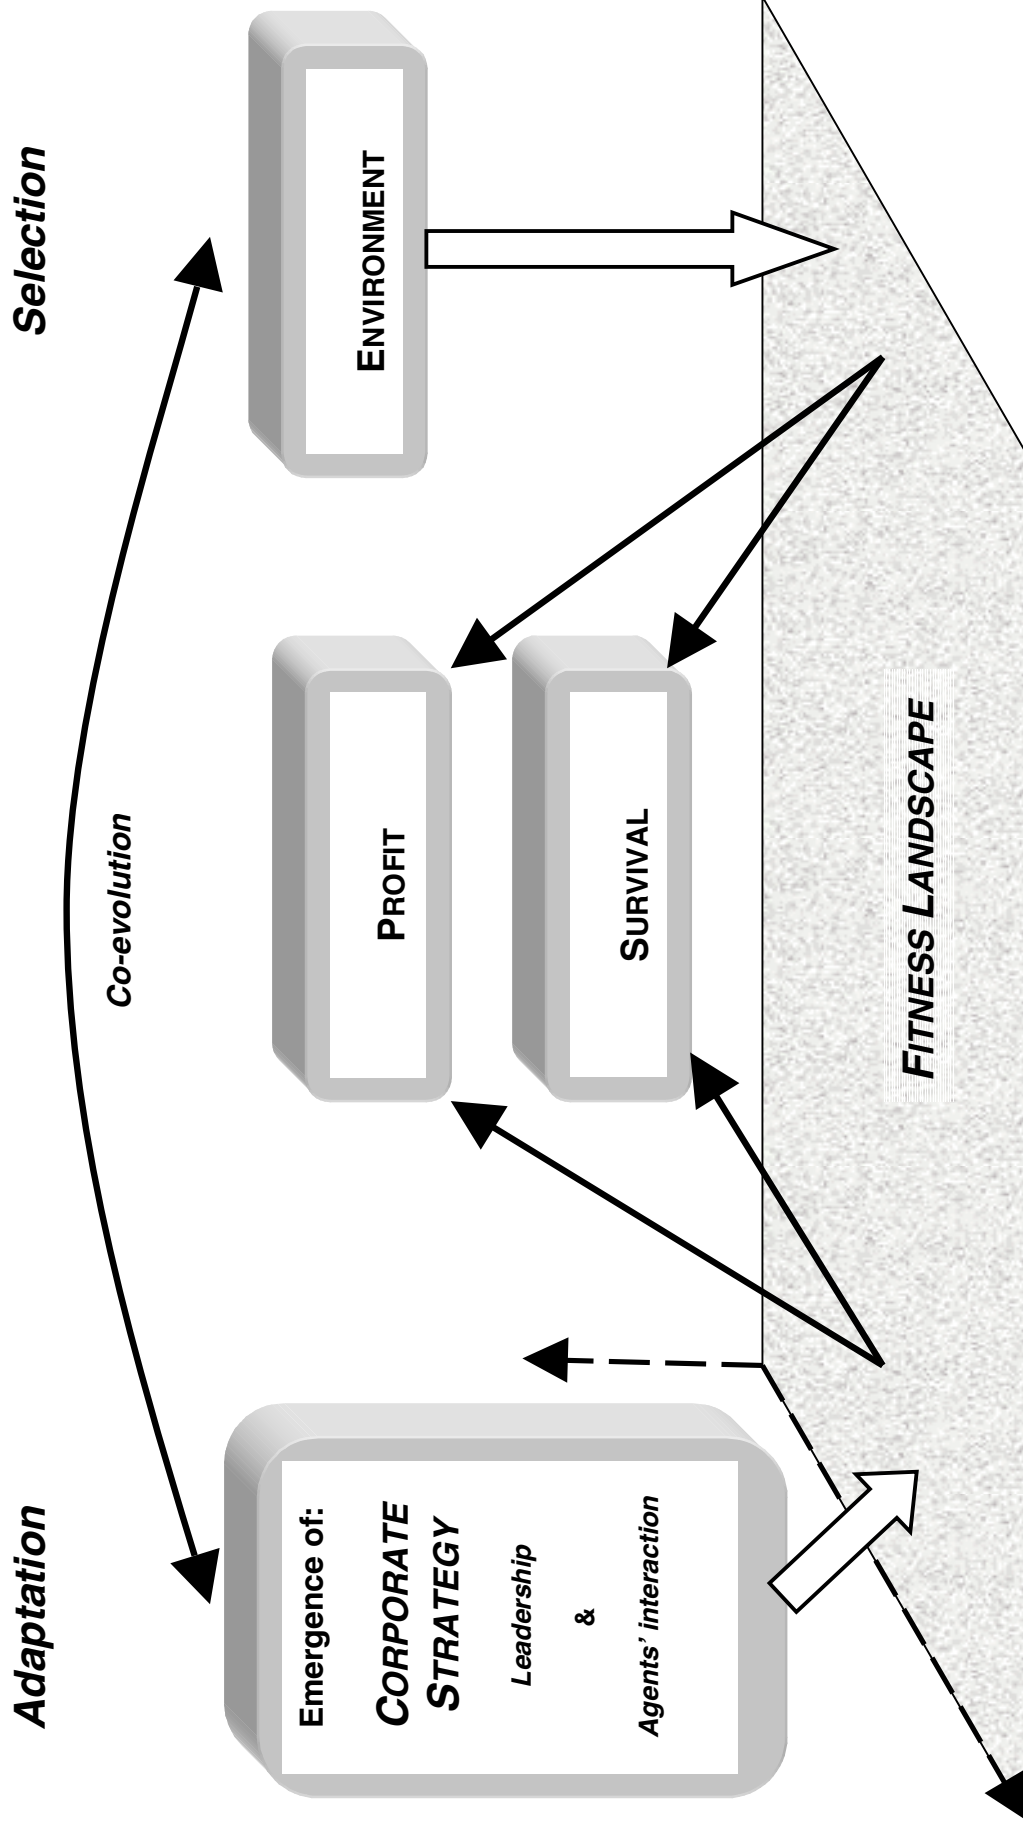 Adaptation
Selection
Co-evolution
Emergence of:
CORPORATE
STRATEGY
Leadership
&
Agents’ interaction
PROFIT
SURVIVAL
ENVIRONMENT
FITNESS LANDSCAPE